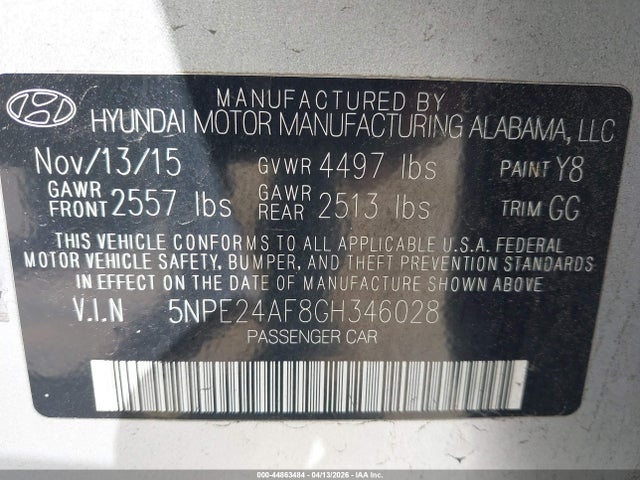 MANUFACTURED BY
HYUNDAI MOTOR MANUFACTURING ALABAMA, LLC
Nov/13/15 GVWR 4497 lbs PAINT Y8
GAWR FRONT 2557 lbs GAWR REAR 2513 lbs TRIM GG
THIS VEHICLE CONFORMS TO ALL APPLICABLE U.S.A. FEDERAL
MOTOR VEHICLE SAFETY, BUMPER, AND THEFT PREVENTION STANDARDS
IN EFFECT ON THE DATE OF MANUFACTURE SHOWN ABOVE.
V.I.N 5NPE24AF8GH346028
PASSENGER CAR
000-44863484 - 04/13/2026 - IAA Inc.